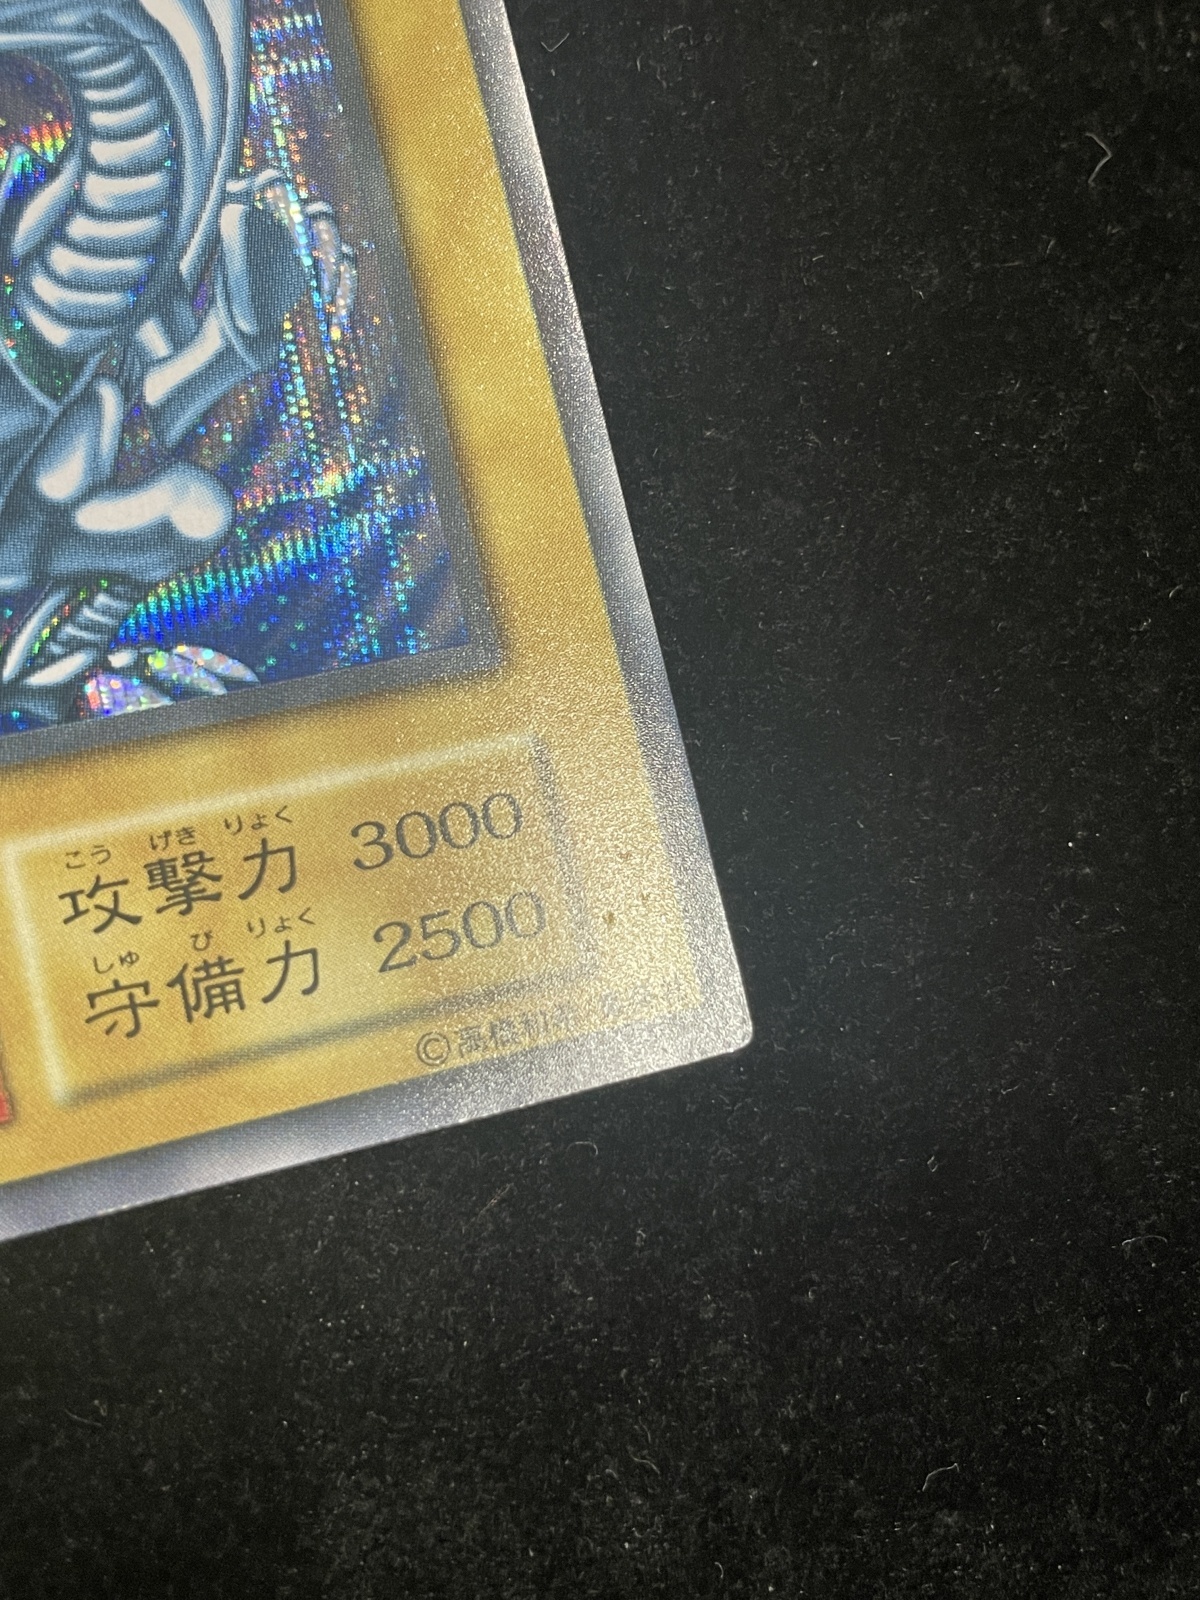 こう げき りょく
攻撃力 3000
しゅ び りょく
守備力 2500
©高橋和希